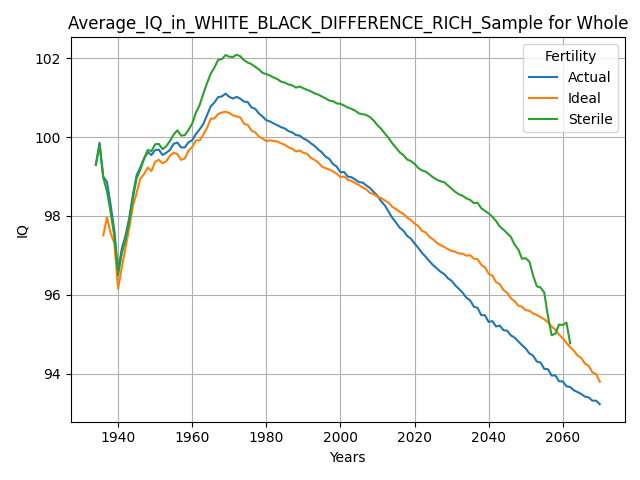 Average_IQ_in_WHITE_BLACK_DIFFERENCE_RICH_Sample for Whole
Fertility
Actual
Ideal
Sterile
IQ
102
100
98
96
94
1940 1960 1980 2000 2020 2040 2060
Years